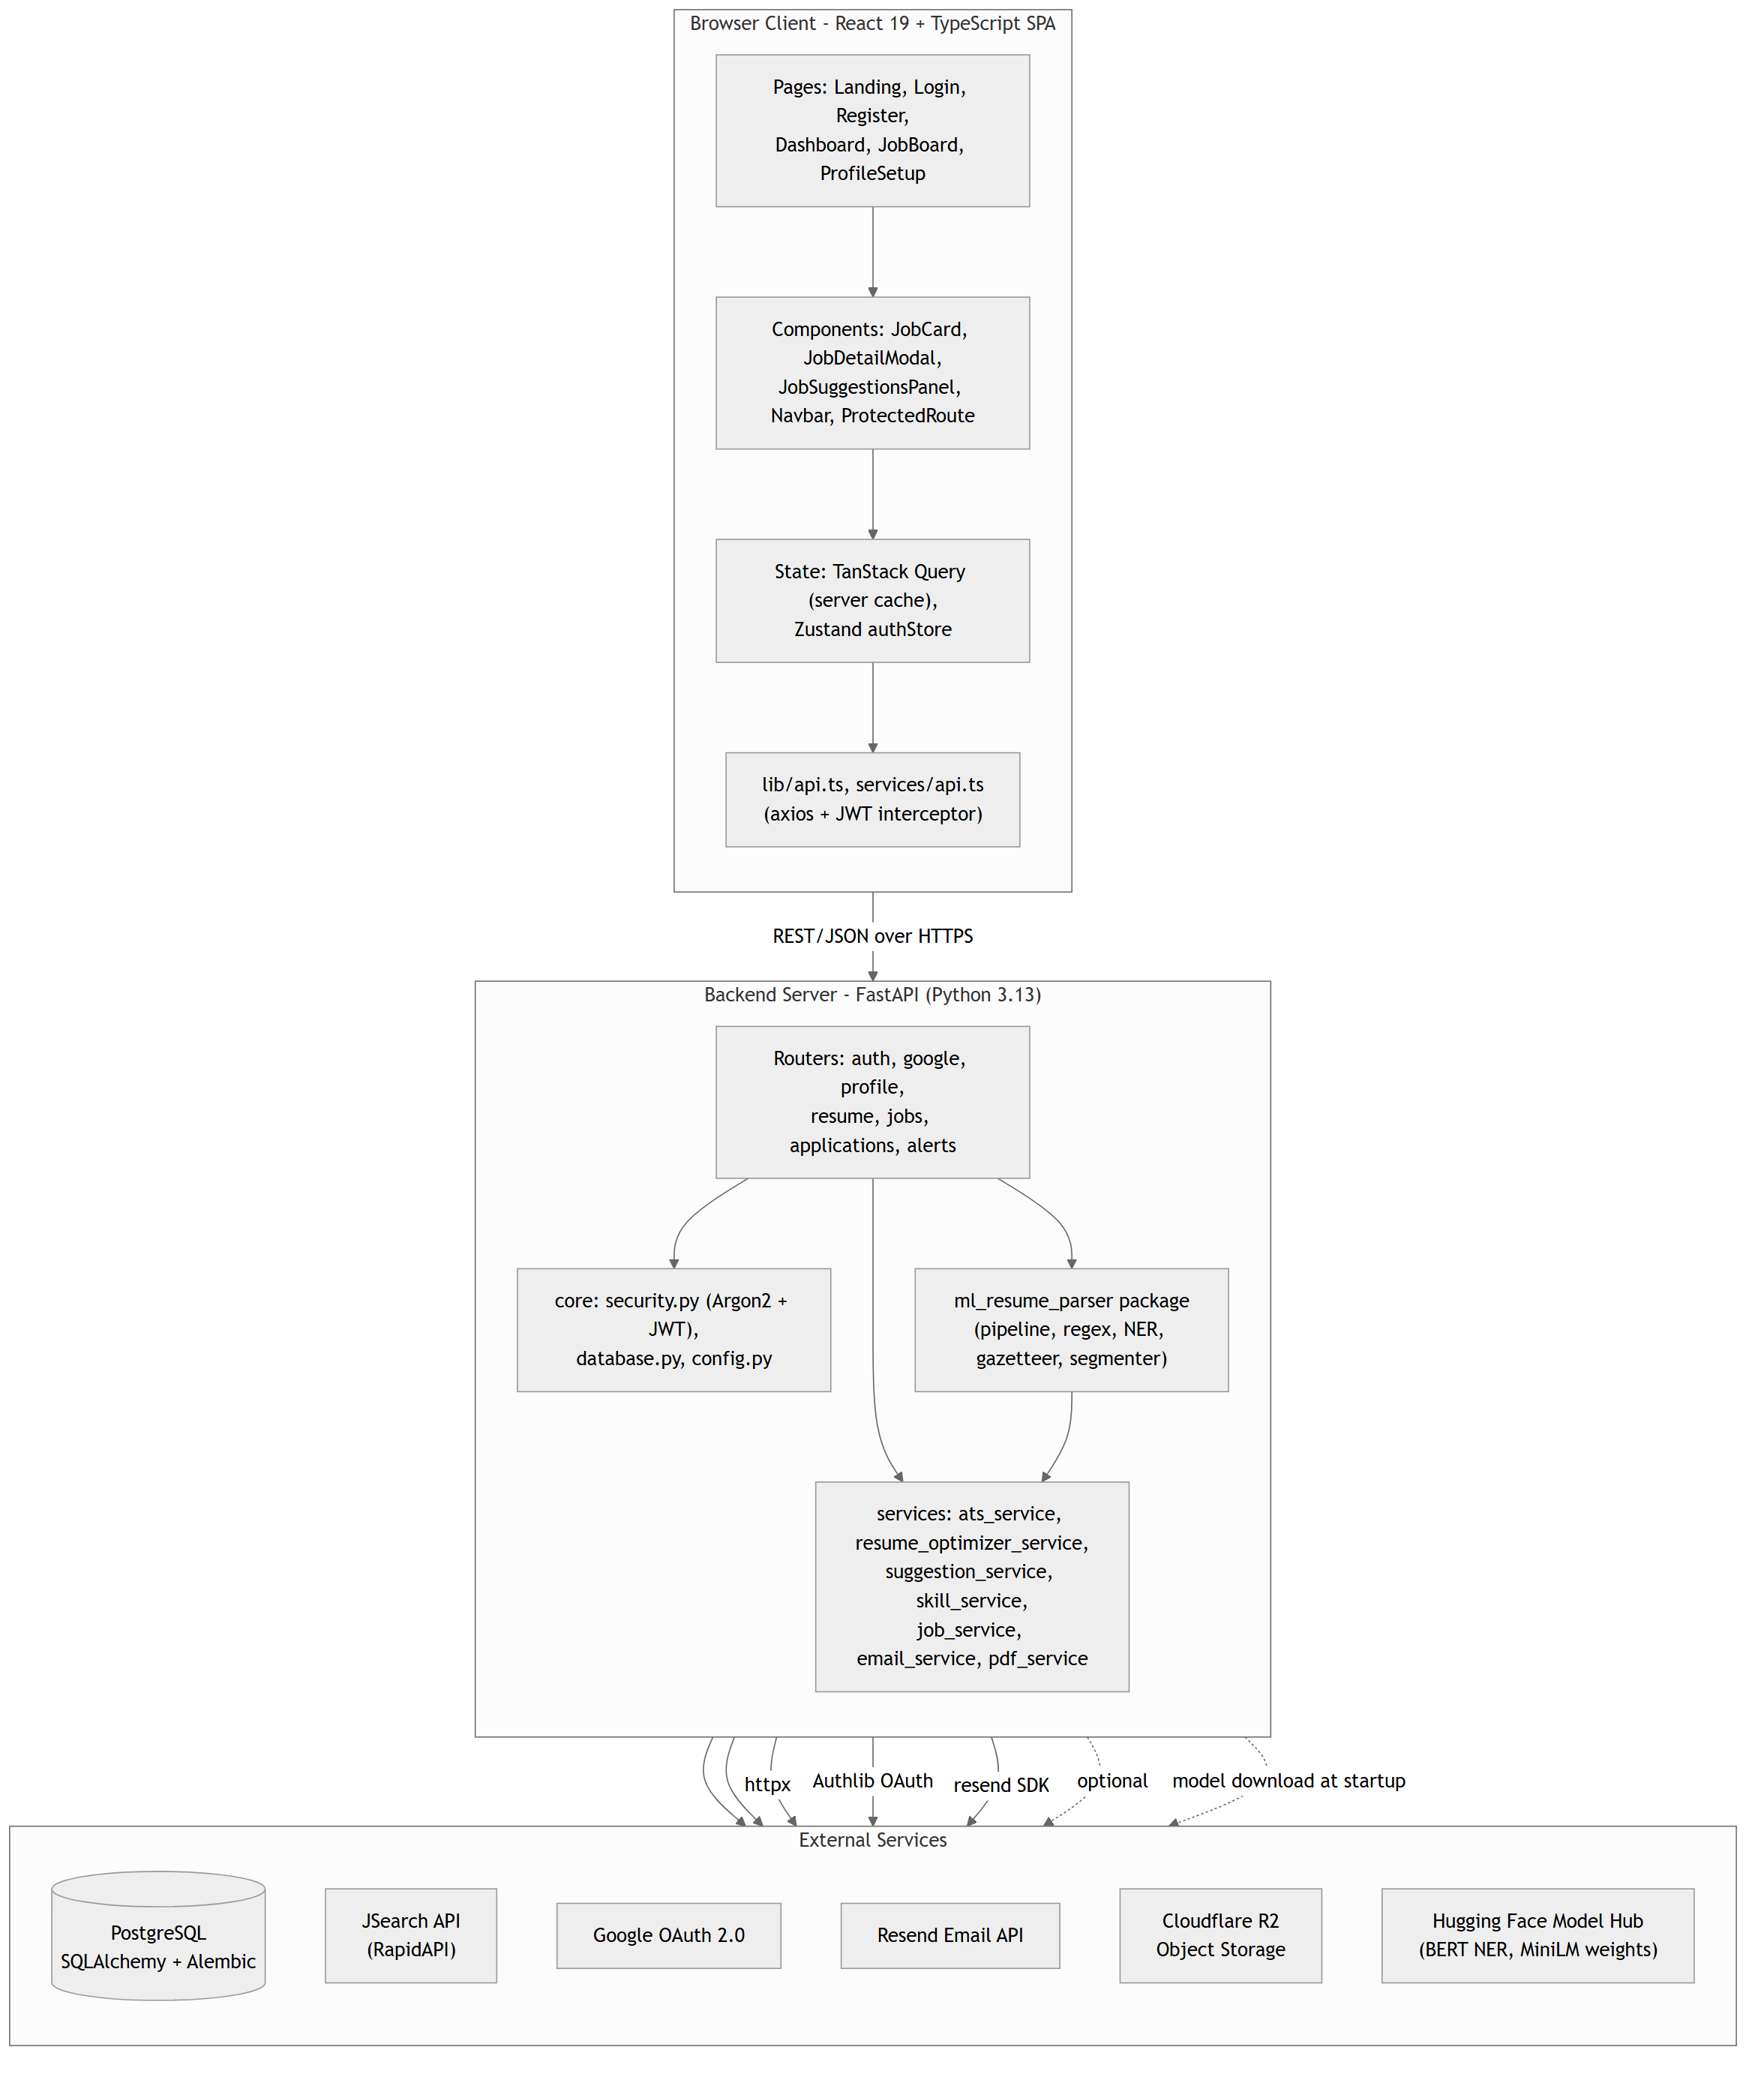 Browser Client - React 19 + TypeScript SPA
Pages: Landing, Login,
Register,
Dashboard, JobBoard,
ProfileSetup
Components: JobCard,
JobDetailModal,
JobSuggestionsPanel,
Navbar, ProtectedRoute
State: TanStack Query
(server cache),
Zustand authStore
lib/api.ts, services/api.ts
(axios + JWT interceptor)
REST/JSON over HTTPS
Backend Server - FastAPI (Python 3.13)
Routers: auth, google,
profile,
resume, jobs,
applications, alerts
core: security.py (Argon2 +
JWT),
database.py, config.py
ml_resume_parser package
(pipeline, regex, NER,
gazetteer, segmenter)
services: ats_service,
resume_optimizer_service,
suggestion_service,
skill_service,
job_service,
email_service, pdf_service
httpx
Authlib OAuth
resend SDK
optional
model download at startup
External Services
PostgreSQL
SQLAlchemy + Alembic
JSearch API
(RapidAPI)
Google OAuth 2.0
Resend Email API
Cloudflare R2
Object Storage
Hugging Face Model Hub
(BERT NER, MiniLM weights)